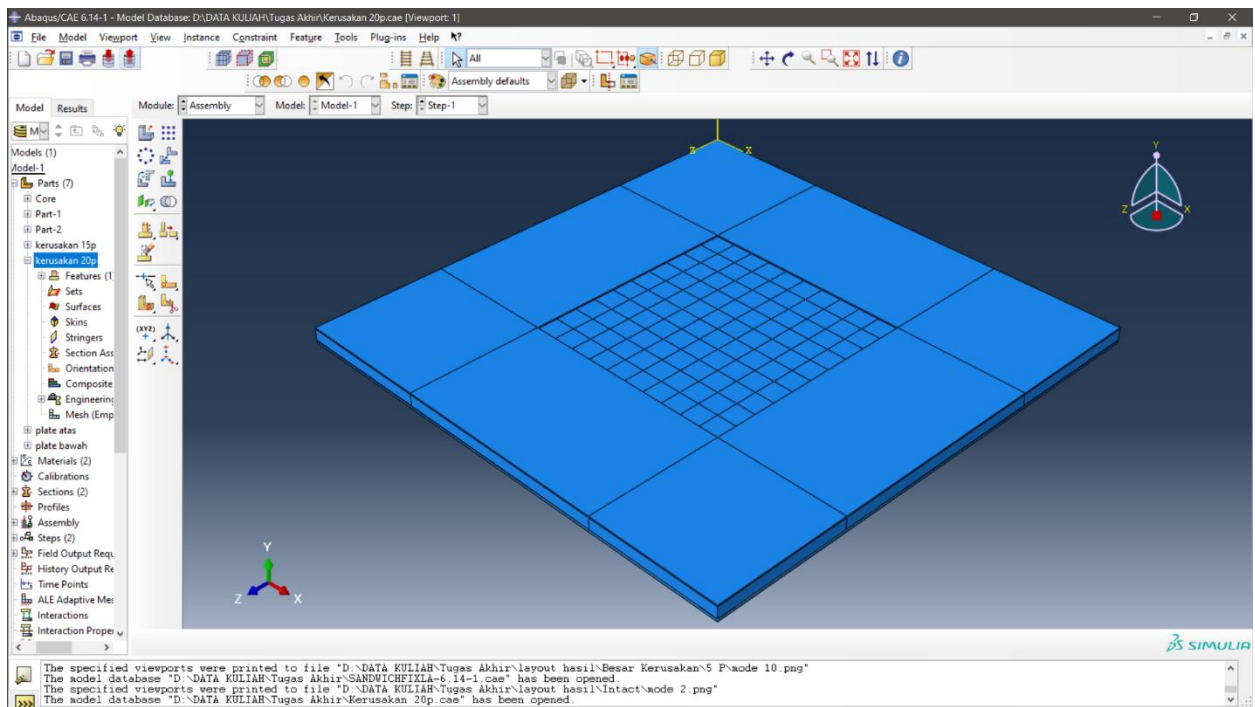 Abaqus/CAE 6.14-1 - Model Database: D:\DATA KULIAH\Tugas Akhir\Kerusakan 20p.cae [Viewport: 1]
File Model Viewport View Instance Constraint Feature Tools Plug-ins Help
All
Assembly defaults
Model Results Module: Assembly Model: Model-1 Step: Step-1
Models (1)
Model-1
Parts (7)
Core
Part-1
Part-2
kerusakan 15p
kerusakan 20p
Features (1
Sets
Surfaces
Skins
Stringers
Section Ass
Orientation
Composite
Engineering
Mesh (Emp
plate atas
plate bawah
Materials (2)
Calibrations
Sections (2)
Profiles
Assembly
Steps (2)
Field Output Requ
History Output Re
Time Points
ALE Adaptive Mes
Interactions
Interaction Proper
(XYZ)
Z X
Y
Z X
Y
Z X
SIMULIA
The specified viewports were printed to file "D:\DATA KULIAH\Tugas Akhir\layout hasil\Besar Kerusakan\5 P\mode 10.png"
The model database "D:\DATA KULIAH\Tugas Akhir\SANDWICHFIXLA-6.14-1.cae" has been opened.
The specified viewports were printed to file "D:\DATA KULIAH\Tugas Akhir\layout hasil\Intact\mode 2.png"
The model database "D:\DATA KULIAH\Tugas Akhir\Kerusakan 20p.cae" has been opened.